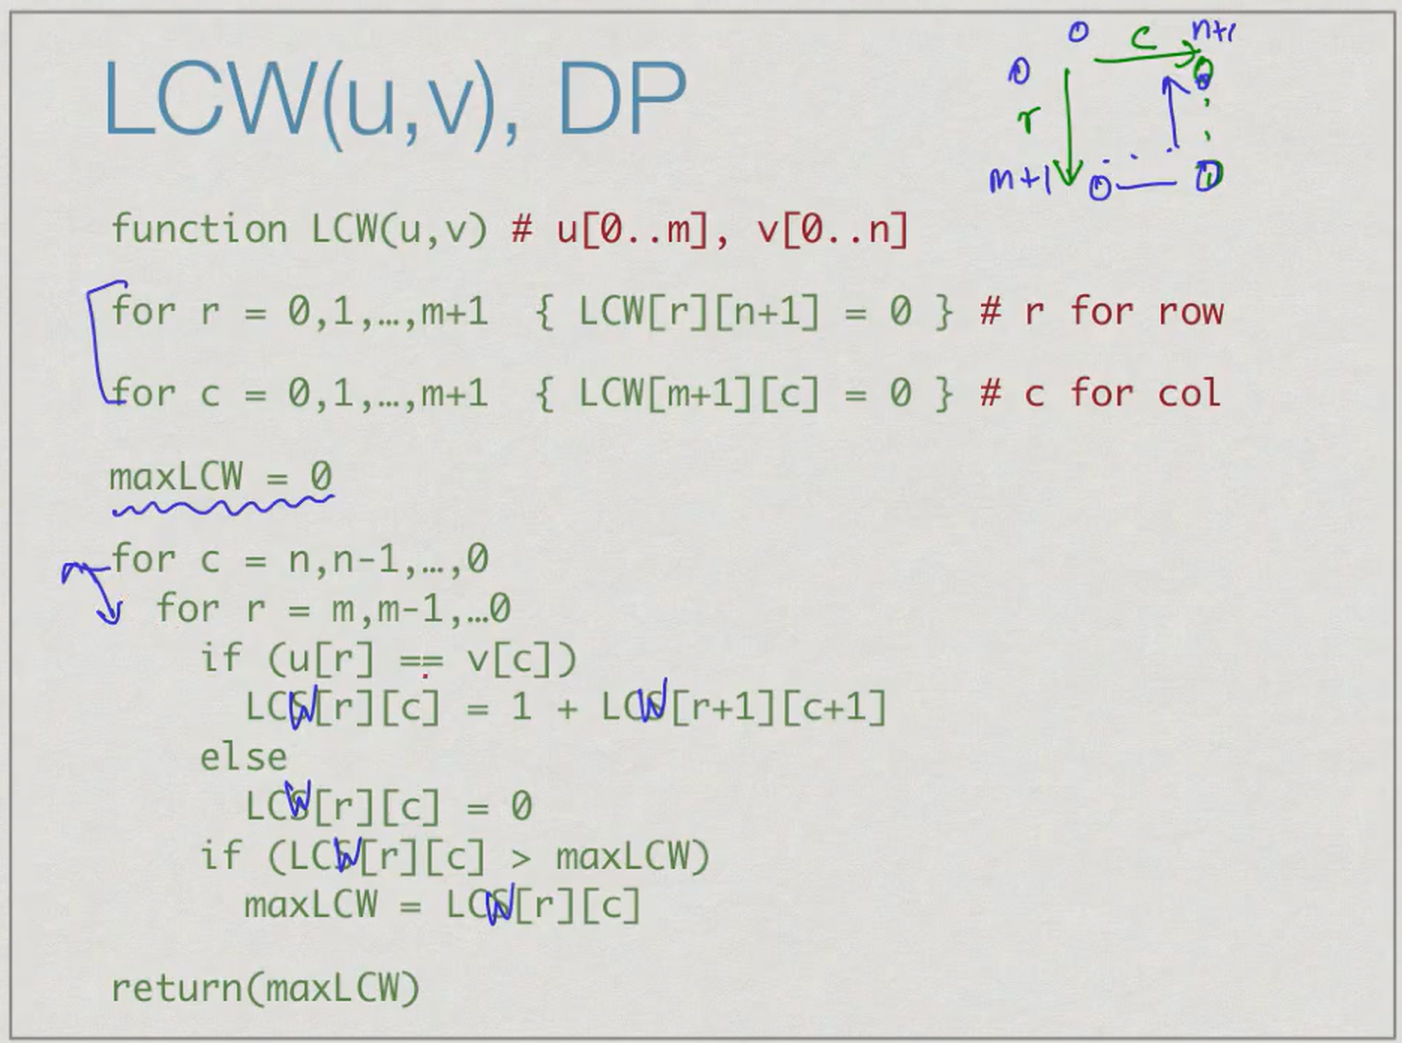 LCW(u,v), DP
0 c n+1
0 0
r
m+1 0 0
function LCW(u,v) # u[0..m], v[0..n]
for r = 0,1,…,m+1 { LCW[r][n+1] = 0 } # r for row
for c = 0,1,…,m+1 { LCW[m+1][c] = 0 } # c for col
maxLCW = 0
for c = n,n-1,…,0
for r = m,m-1,…0
if (u[r] == v[c])
LCW[r][c] = 1 + LCW[r+1][c+1]
else
LCW[r][c] = 0
if (LCW[r][c] > maxLCW)
maxLCW = LCW[r][c]
return(maxLCW)